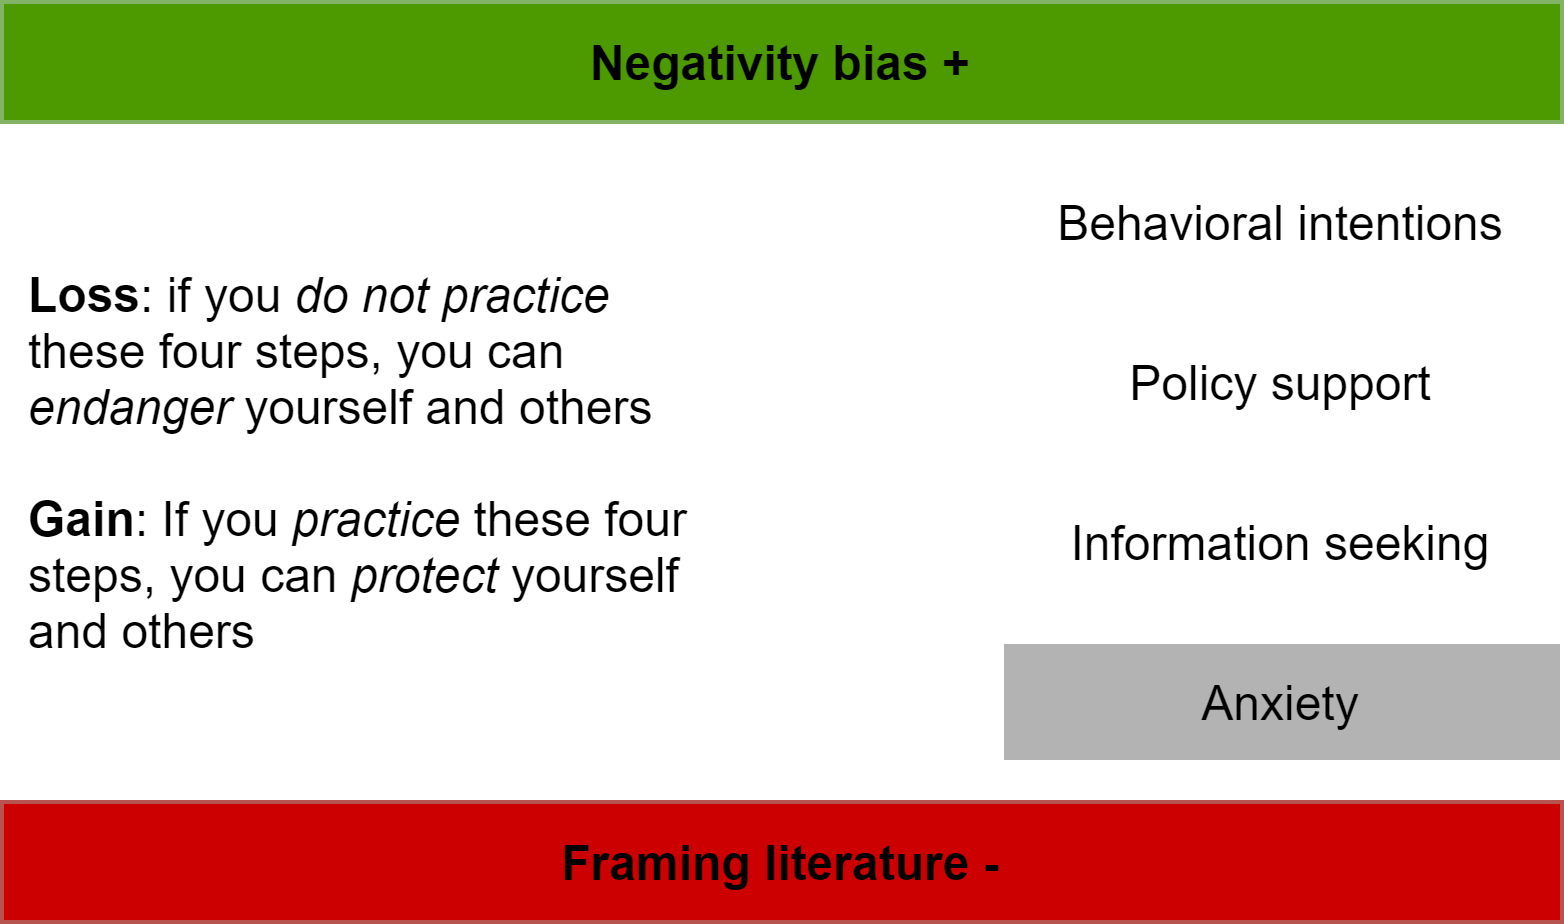 Negativity bias +
Loss: if you do not practice
these four steps, you can
endanger yourself and others
Gain: If you practice these four
steps, you can protect yourself
and others
Behavioral intentions
Policy support
Information seeking
Anxiety
Framing literature -